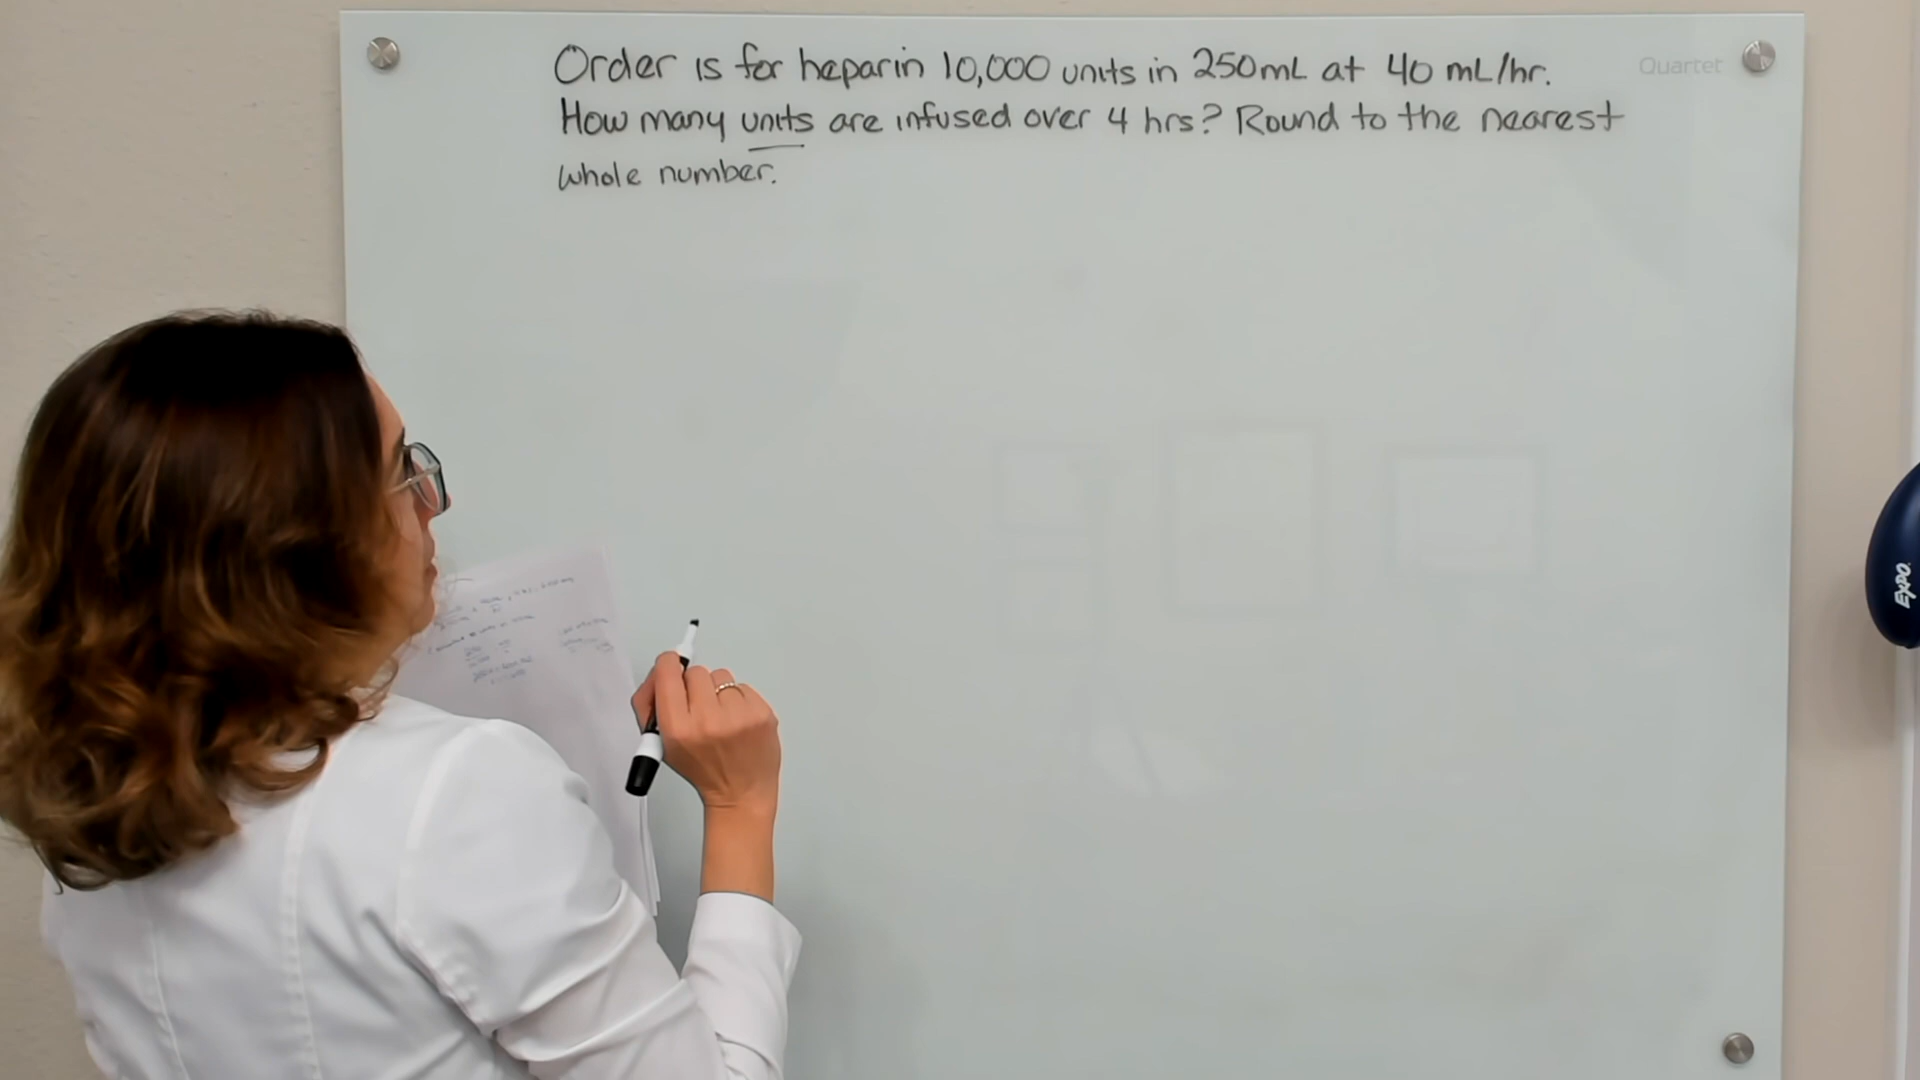 Order is for heparin 10,000 units in 250mL at 40 mL/hr.
How many units are infused over 4 hrs? Round to the nearest
whole number.
Quartet
EXPO